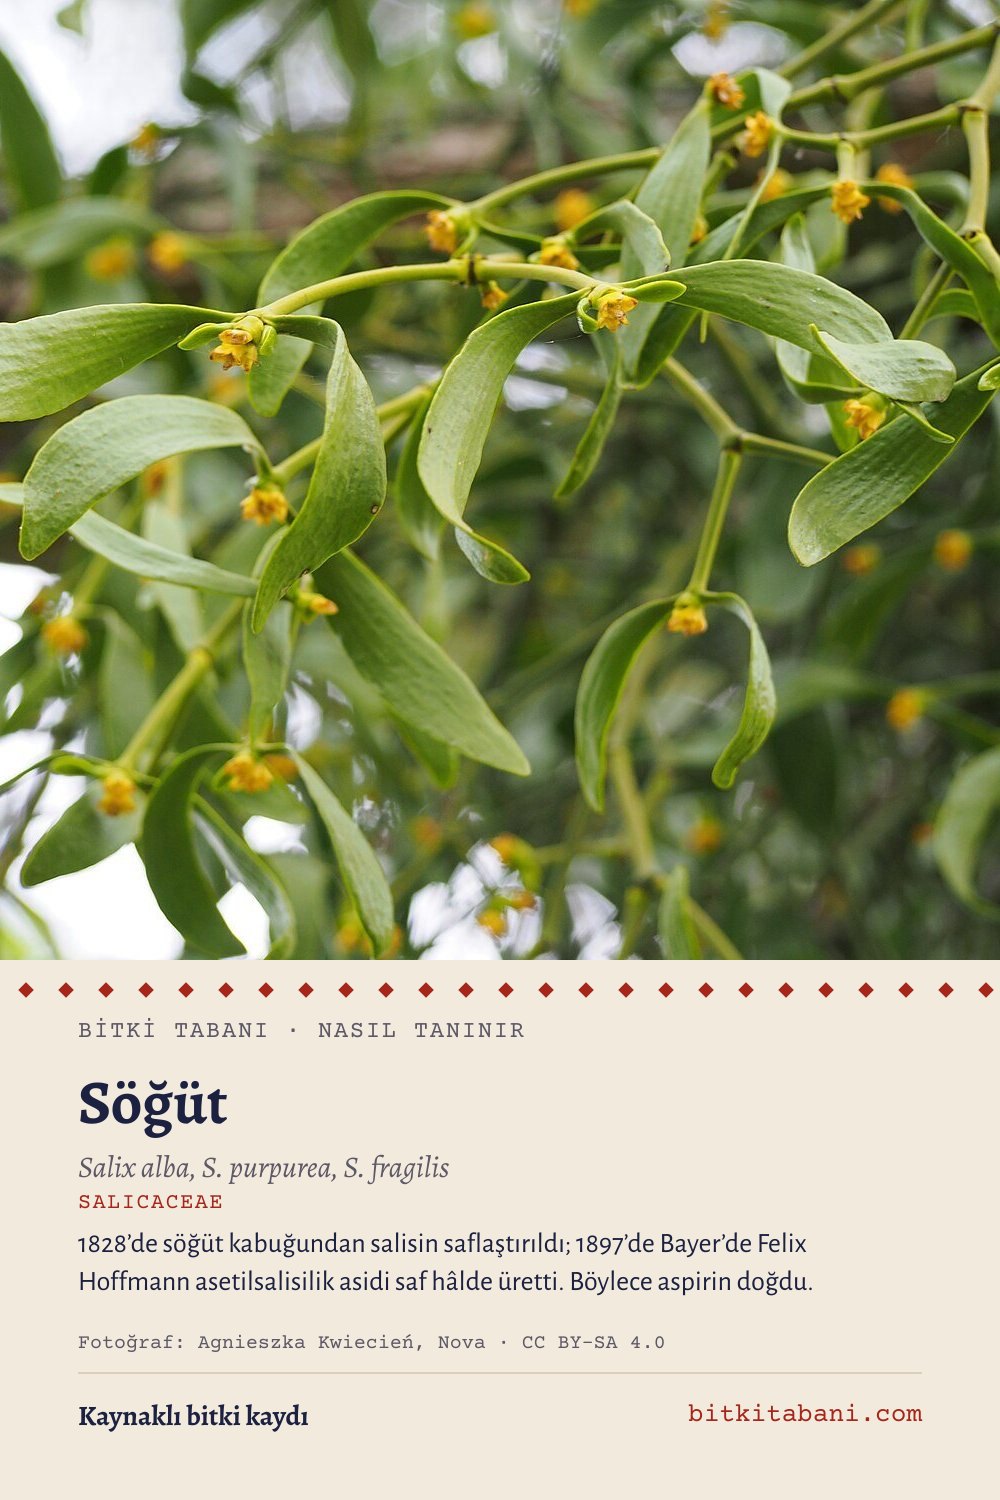 BİTKİ TABANI · NASIL TANINIR
Söğüt
Salix alba, S. purpurea, S. fragilis
SALICACEAE
1828’de söğüt kabuğundan salisin saflaştırıldı; 1897’de Bayer’de Felix
Hoffmann asetilsalisilik asidi saf hâlde üretti. Böylece aspirin doğdu.
Fotoğraf: Agnieszka Kwiecień, Nova · CC BY-SA 4.0
Kaynaklı bitki kaydı
bitkitabani.com